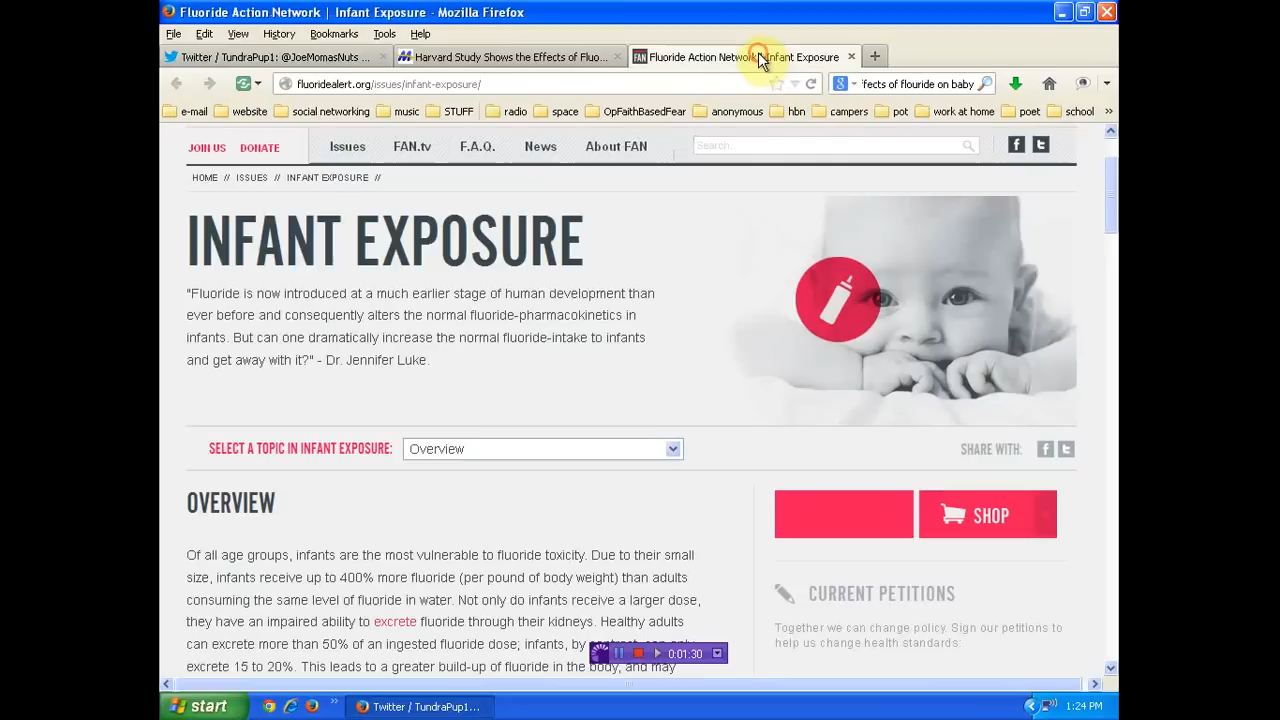 Fluoride Action Network | Infant Exposure - Mozilla Firefox
File Edit View History Bookmarks Tools Help
Twitter / TundraPup1: @JoeMomasNuts ...
Harvard Study Shows the Effects of Fluo...
FAN Fluoride Action Network | Infant Exposure
fluoridealert.org/issues/infant-exposure/
fects of flouride on baby
e-mail website social networking music STUFF radio space OpFaithBasedFear anonymous hbn campers pot work at home poet school »
JOIN US DONATE Issues FAN.tv F.A.Q. News About FAN Search...
HOME // ISSUES // INFANT EXPOSURE //
INFANT EXPOSURE
"Fluoride is now introduced at a much earlier stage of human development than
ever before and consequently alters the normal fluoride-pharmacokinetics in
infants. But can one dramatically increase the normal fluoride-intake to infants
and get away with it?" - Dr. Jennifer Luke.
SELECT A TOPIC IN INFANT EXPOSURE: Overview
SHARE WITH:
OVERVIEW
SHOP
Of all age groups, infants are the most vulnerable to fluoride toxicity. Due to their small
size, infants receive up to 400% more fluoride (per pound of body weight) than adults
consuming the same level of fluoride in water. Not only do infants receive a larger dose,
they have an impaired ability to excrete fluoride through their kidneys. Healthy adults
can excrete more than 50% of an ingested fluoride dose; infants, by only
excrete 15 to 20%. This leads to a greater build-up of fluoride in the body, and may
CURRENT PETITIONS
Together we can change policy. Sign our petitions to
help us change health standards.
0:01:30
start
Twitter / TundraPup1...
1:24 PM